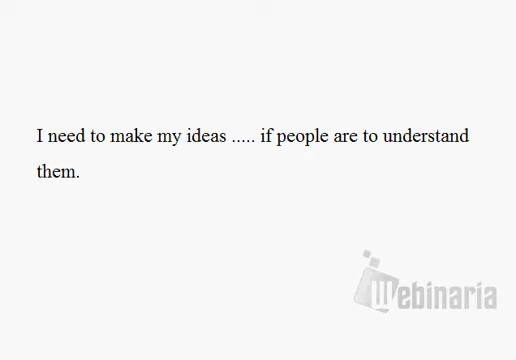 I need to make my ideas ..... if people are to understand
them.
Webinaria